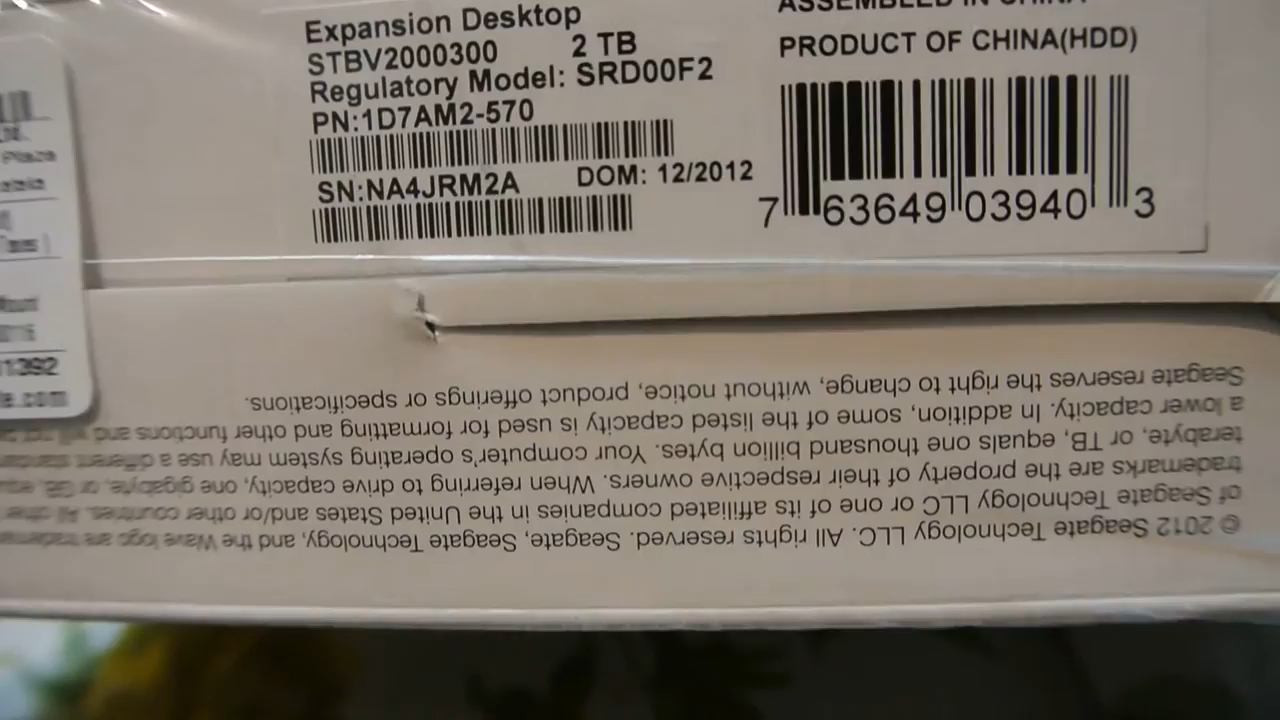 Expansion Desktop
STBV2000300 2 TB
Regulatory Model: SRD00F2
PN:1D7AM2-570
SN:NA4JRM2A DOM: 12/2012
ASSEMBLED IN CHINA
PRODUCT OF CHINA(HDD)
7 63649 03940 3
Plaza
1392
e.com
© 2012 Seagate Technology LLC. All rights reserved. Seagate, Seagate Technology, and the Wave logo are
of Seagate Technology LLC or one of its affiliated companies in the United States and/or other countries. All other
trademarks are the property of their respective owners. When referring to drive capacity, one gigabyte, or GB,
terabyte, or TB, equals one thousand billion bytes. Your computer's operating system may use a different
a lower capacity. In addition, some of the listed capacity is used for formatting and other functions and will not
Seagate reserves the right to change, without notice, product offerings or specifications.